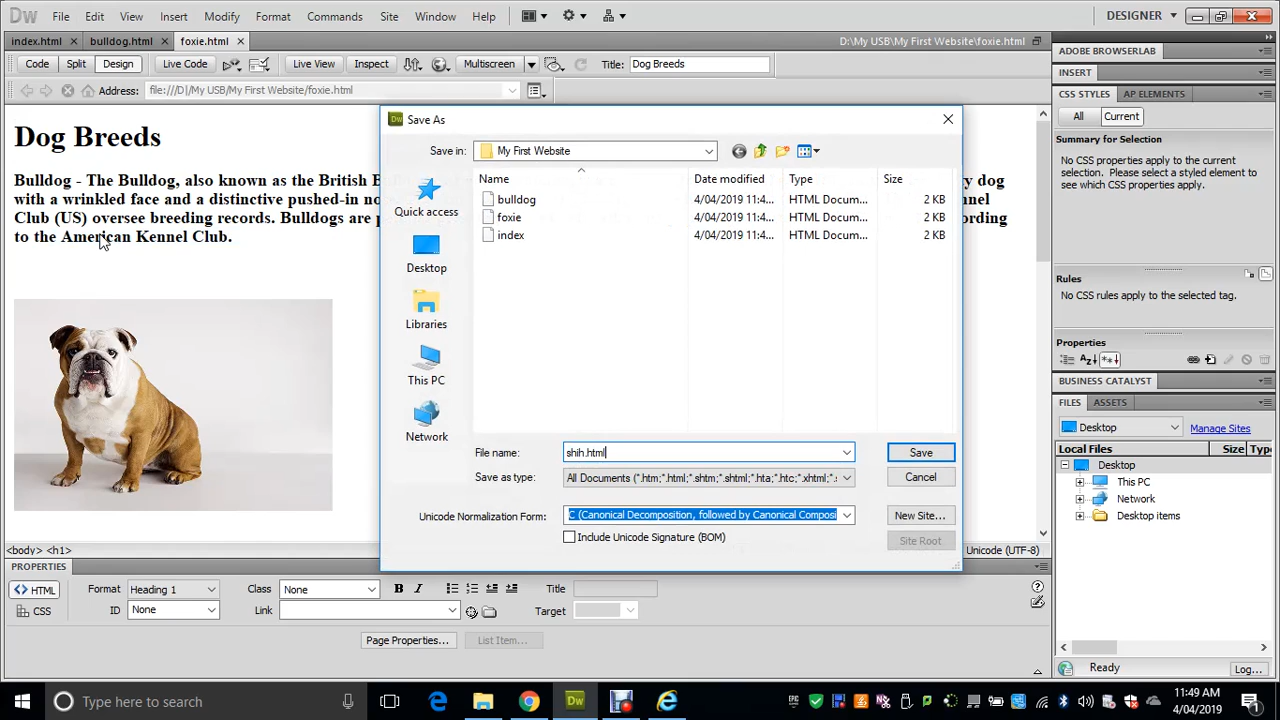 Dw File Edit View Insert Modify Format Commands Site Window Help DESIGNER
index.html bulldog.html foxie.html D:\My USB\My First Website\foxie.html
Code Split Design Live Code Live View Inspect Multiscreen Title: Dog Breeds
Address: file:///D|/My USB/My First Website/foxie.html
Dog Breeds
Bulldog - The Bulldog, also known as the British B
y dog
with a wrinkled face and a distinctive pushed-in no
nel
Club (US) oversee breeding records. Bulldogs are p
ording
to the American Kennel Club.
Save As
Save in: My First Website
Name Date modified Type Size
bulldog 4/04/2019 11:4... HTML Docum... 2 KB
foxie 4/04/2019 11:4... HTML Docum... 2 KB
index 4/04/2019 11:4... HTML Docum... 2 KB
Quick access
Desktop
Libraries
This PC
Network
File name: shih.html Save
Save as type: All Documents (*.htm;*.html;*.shtm;*.shtml;*.hta;*.htc;*.xhtml;*. Cancel
Unicode Normalization Form: C (Canonical Decomposition, followed by Canonical Composi New Site...
Include Unicode Signature (BOM) Site Root
ADOBE BROWSERLAB
INSERT
CSS STYLES AP ELEMENTS
All Current
Summary for Selection
No CSS properties apply to the current
selection. Please select a styled element to
see which CSS properties apply.
Rules
No CSS rules apply to the selected tag.
Properties
BUSINESS CATALYST
FILES ASSETS
Desktop Manage Sites
Local Files Size Type
Desktop
This PC
Network
Desktop items
Ready Log...
<body> <h1> Unicode (UTF-8)
PROPERTIES
HTML Format Heading 1 Class None B I Title
CSS ID None Link Target
Page Properties... List Item...
Type here to search
11:49 AM
4/04/2019